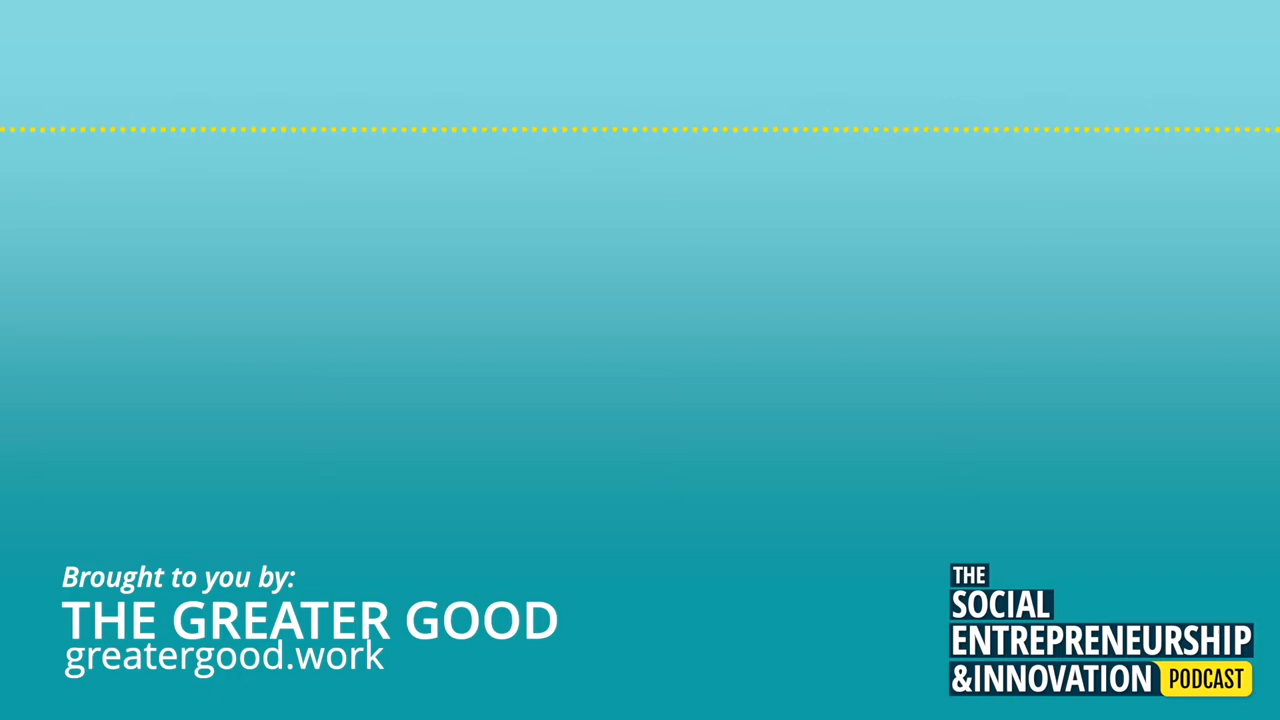 Brought to you by:
THE GREATER GOOD
greatergood.work
THE
SOCIAL
ENTREPRENEURSHIP
&INNOVATION PODCAST